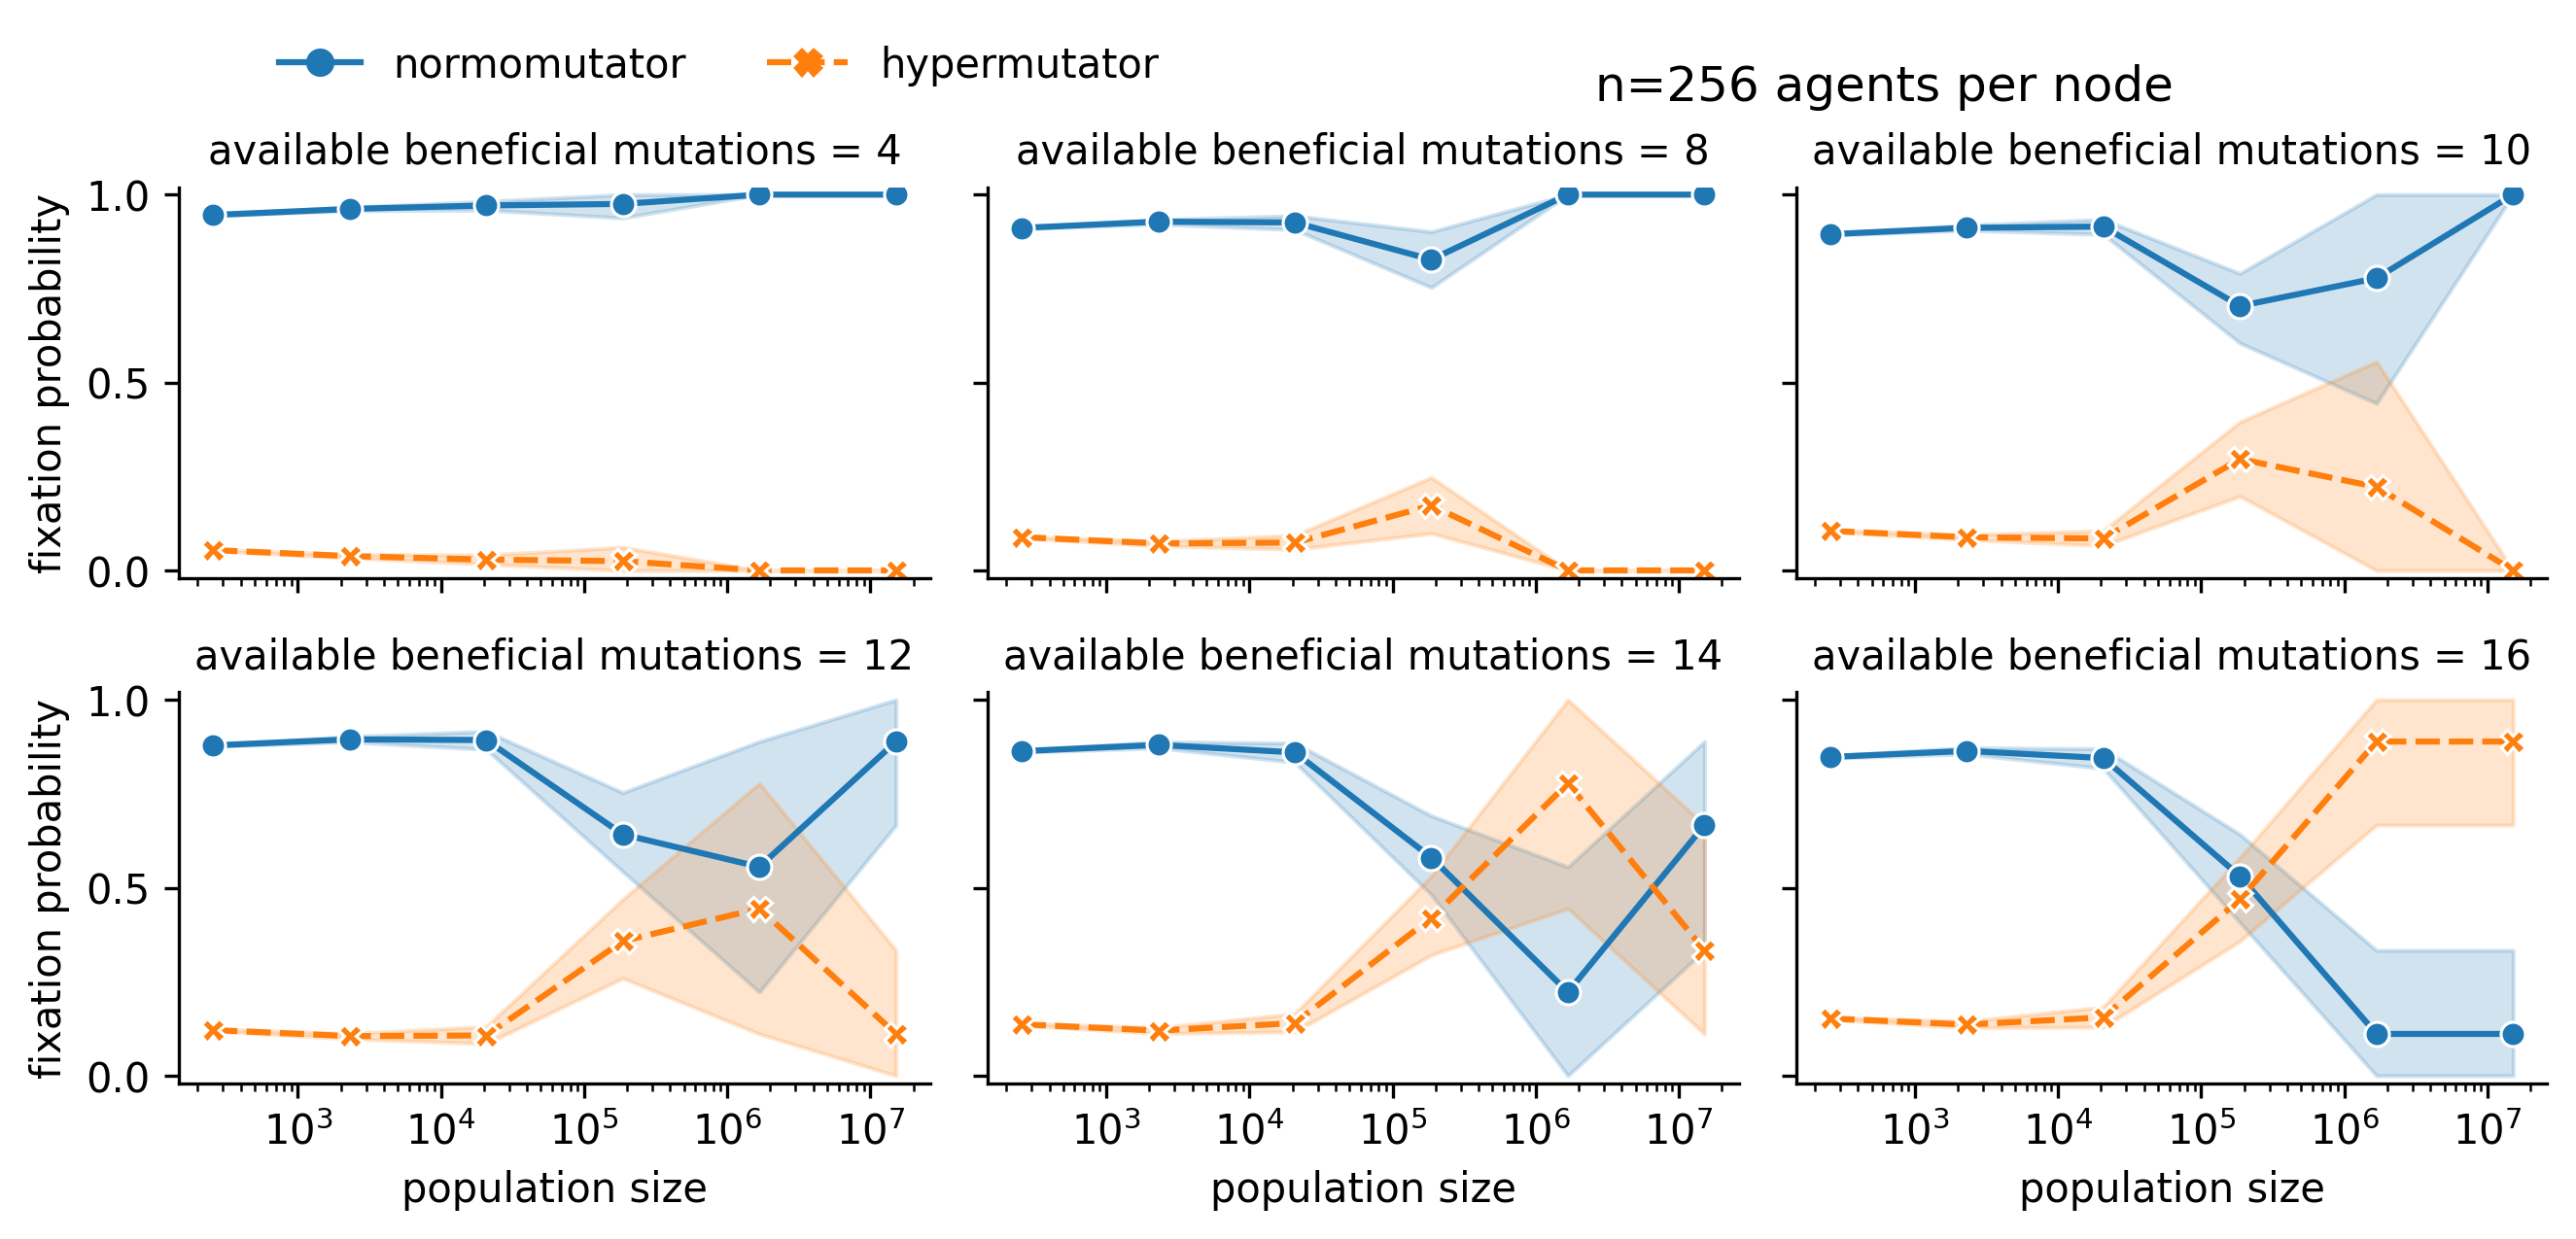 normomutator hypermutator
n=256 agents per node
available beneficial mutations = 4 available beneficial mutations = 8 available beneficial mutations = 10
fixation probability
1.0
0.5
0.0
available beneficial mutations = 12 available beneficial mutations = 14 available beneficial mutations = 16
fixation probability
1.0
0.5
0.0
10³ 10⁴ 10⁵ 10⁶ 10⁷ 10³ 10⁴ 10⁵ 10⁶ 10⁷ 10³ 10⁴ 10⁵ 10⁶ 10⁷
population size population size population size